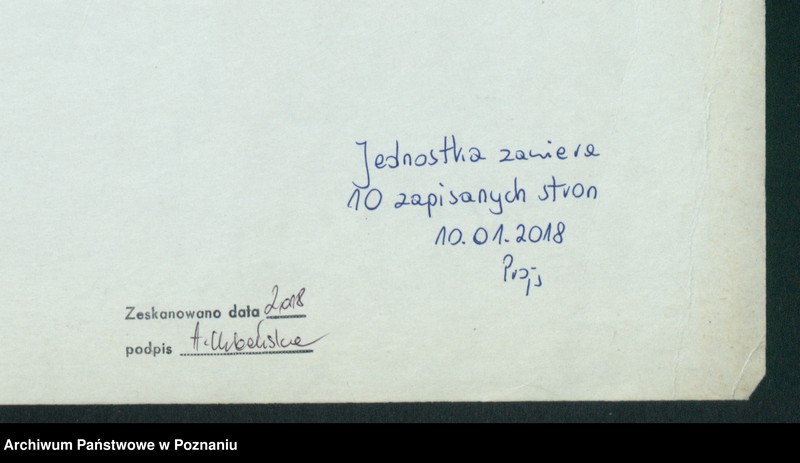 Jednostka zawiera
10 zapisanych stron
10.01.2018
Zeskanowano data 2018
podpis
Archiwum Państwowe w Poznaniu